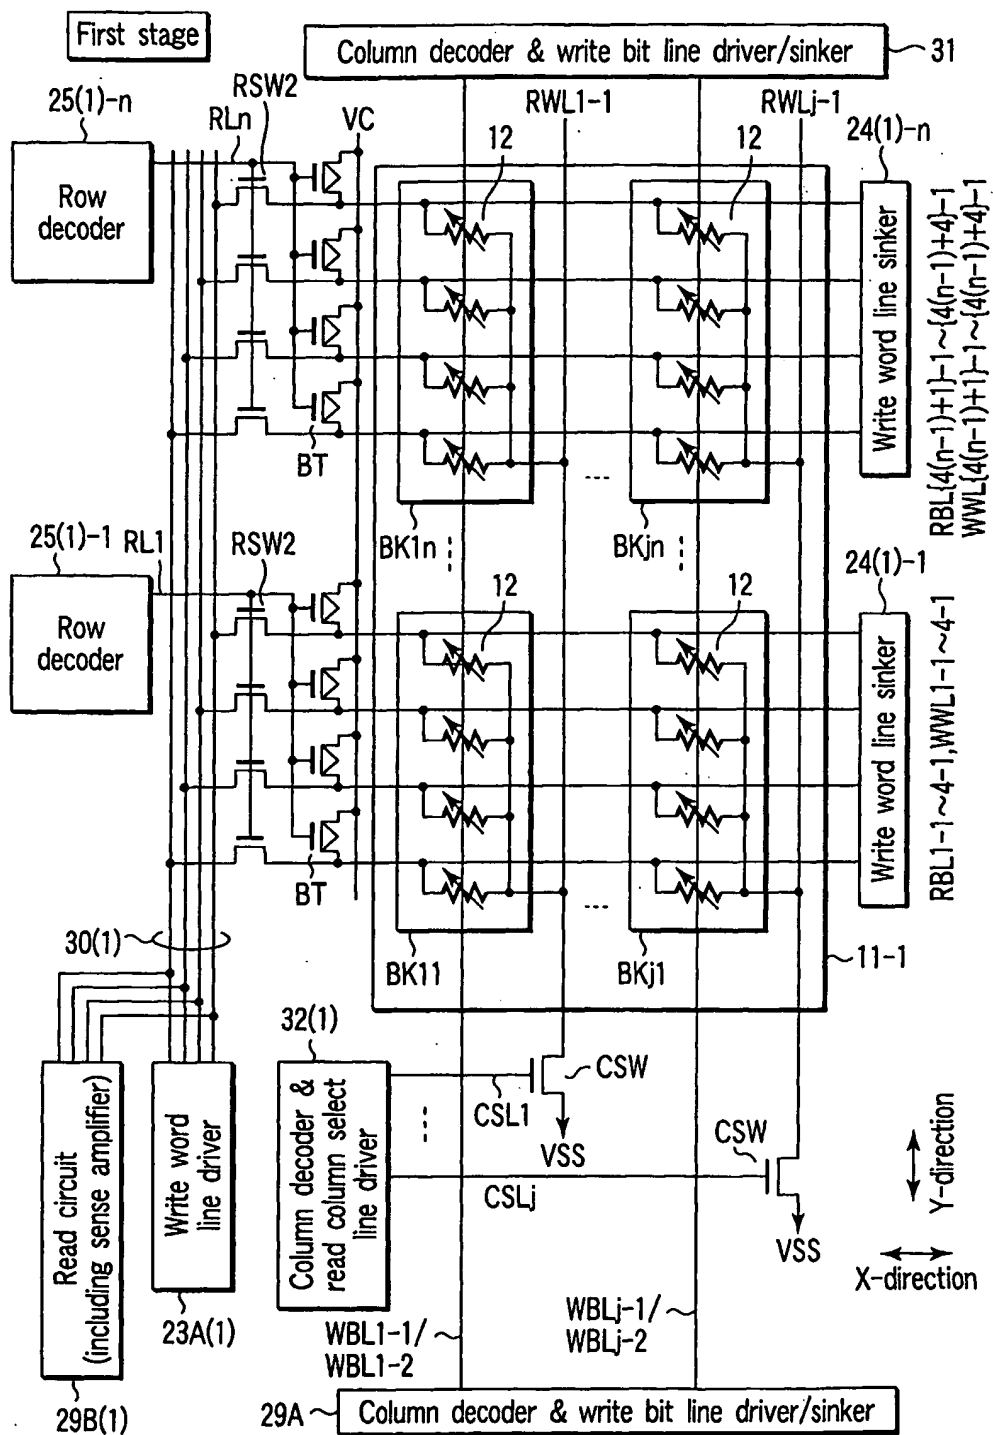 First stage
Column decoder & write bit line driver/sinker
31
25(1)-n
RSW2
RLn
VC
RWL1-1
RWLj-1
24(1)-n
12
12
Row
decoder
Write word line sinker
RBL{4(n-1)+1}-1~{4(n-1)+4}-1
WWL{4(n-1)+1}-1~{4(n-1)+4}-1
BT
...
BK1n
BKjn
25(1)-1
RL1
RSW2
12
12
24(1)-1
Row
decoder
Write word line sinker
RBL1-1~4-1,WWL1-1~4-1
BT
...
30(1)
BK11
BKj1
11-1
32(1)
CSW
CSL1
VSS
CSW
CSLj
VSS
Read circuit
(including sense amplifier)
Write word
line driver
Column decoder &
read column select
line driver
Y-direction
X-direction
23A(1)
29B(1)
WBL1-1/
WBL1-2
WBLj-1/
WBLj-2
29A
Column decoder & write bit line driver/sinker